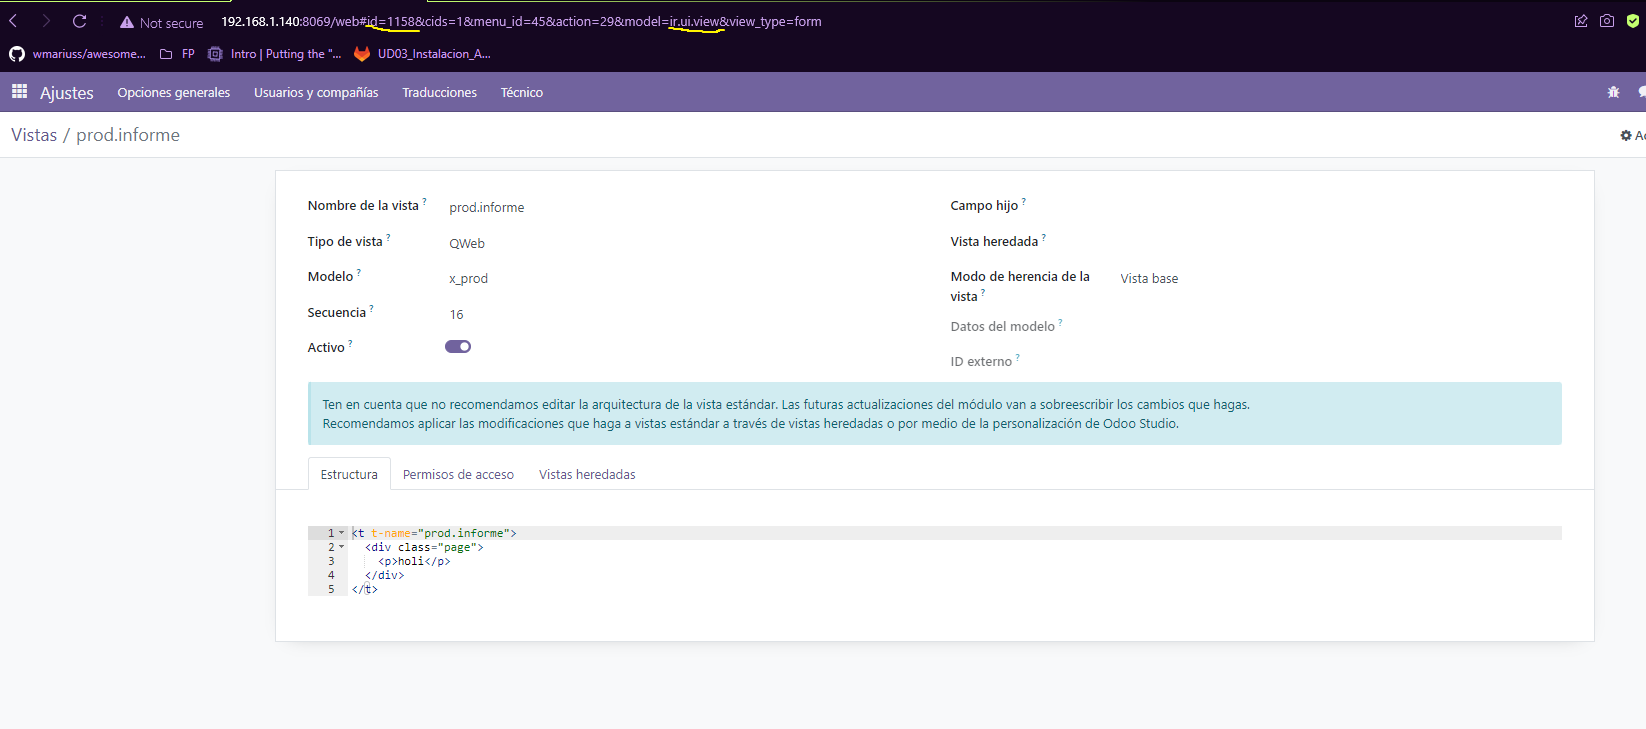 Not secure 192.168.1.140:8069/web#id=1158&cids=1&menu_id=45&action=29&model=ir.ui.view&view_type=form
wmariuss/awesome... FP Intro | Putting the "... UD03_Instalacion_A...
Ajustes Opciones generales Usuarios y compañías Traducciones Técnico
Vistas / prod.informe
Nombre de la vista ? prod.informe
Tipo de vista ? QWeb
Modelo ? x_prod
Secuencia ? 16
Activo ?
Campo hijo ?
Vista heredada ?
Modo de herencia de la vista ? Vista base
Datos del modelo ?
ID externo ?
Ten en cuenta que no recomendamos editar la arquitectura de la vista estándar. Las futuras actualizaciones del módulo van a sobreescribir los cambios que hagas.
Recomendamos aplicar las modificaciones que haga a vistas estándar a través de vistas heredadas o por medio de la personalización de Odoo Studio.
Estructura Permisos de acceso Vistas heredadas
1 <t t-name="prod.informe">
2 <div class="page">
3 <p>holi</p>
4 </div>
5 </t>